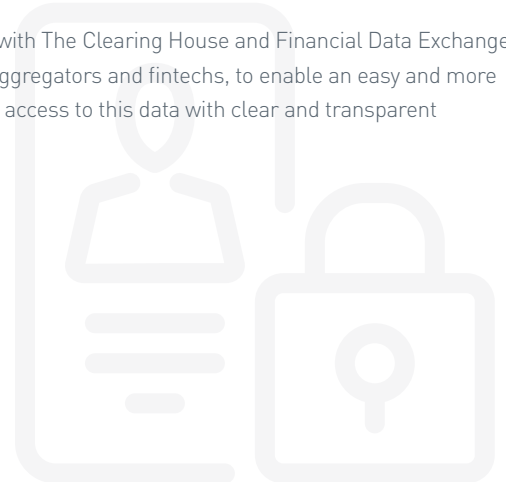 with The Clearing House and Financial Data Exchange
ggregators and fintechs, to enable an easy and more
access to this data with clear and transparent